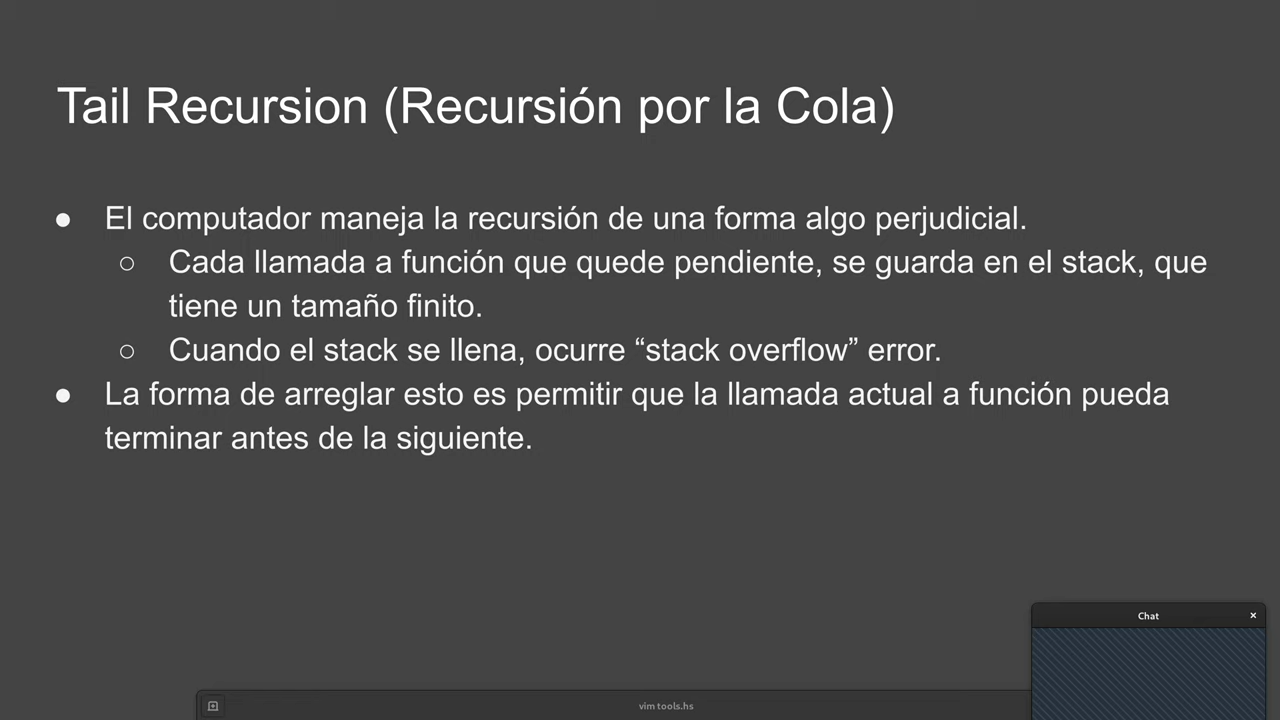 Tail Recursion (Recursión por la Cola)
● El computador maneja la recursión de una forma algo perjudicial.
○ Cada llamada a función que quede pendiente, se guarda en el stack, que
tiene un tamaño finito.
○ Cuando el stack se llena, ocurre “stack overflow” error.
● La forma de arreglar esto es permitir que la llamada actual a función pueda
terminar antes de la siguiente.
Chat ×
vim tools.hs